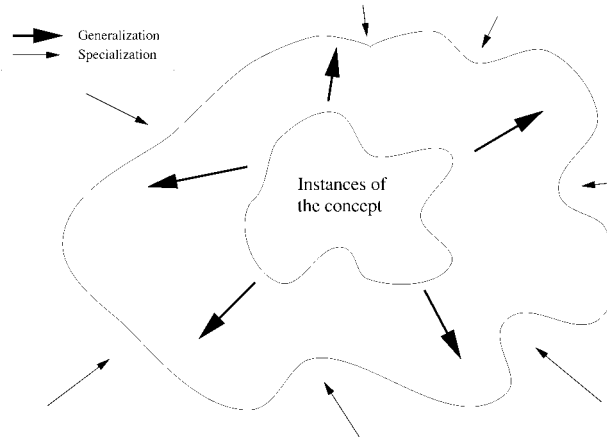 Generalization
Specialization
Instances of
the concept